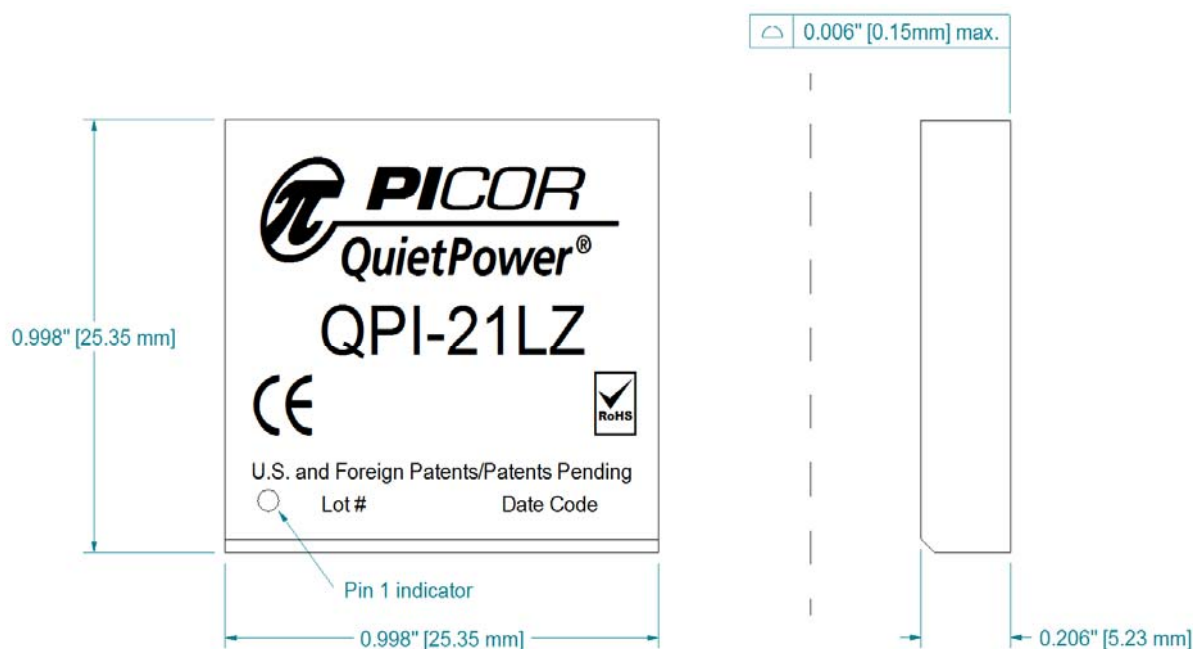 0.006" [0.15mm] max.
π PICOR
QuietPower®
QPI-21LZ
0.998" [25.35 mm]
CE
RoHS
U.S. and Foreign Patents/Patents Pending
Lot # Date Code
Pin 1 indicator
0.998" [25.35 mm]
0.206" [5.23 mm]